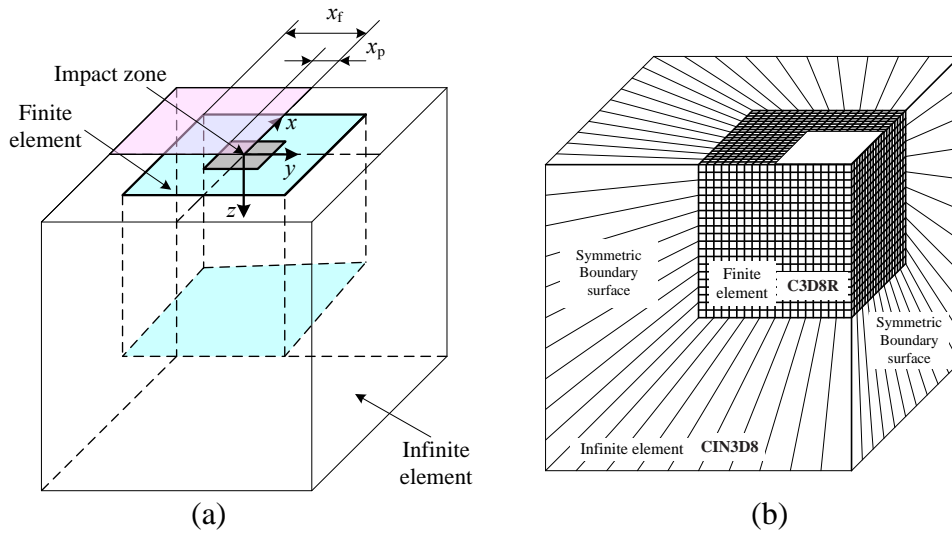 x_f
x_p
Impact zone
Finite
element
x
y
z
Infinite
element
(a)
Symmetric
Boundary
surface
Finite
element
C3D8R
Symmetric
Boundary
surface
Infinite element
CIN3D8
(b)